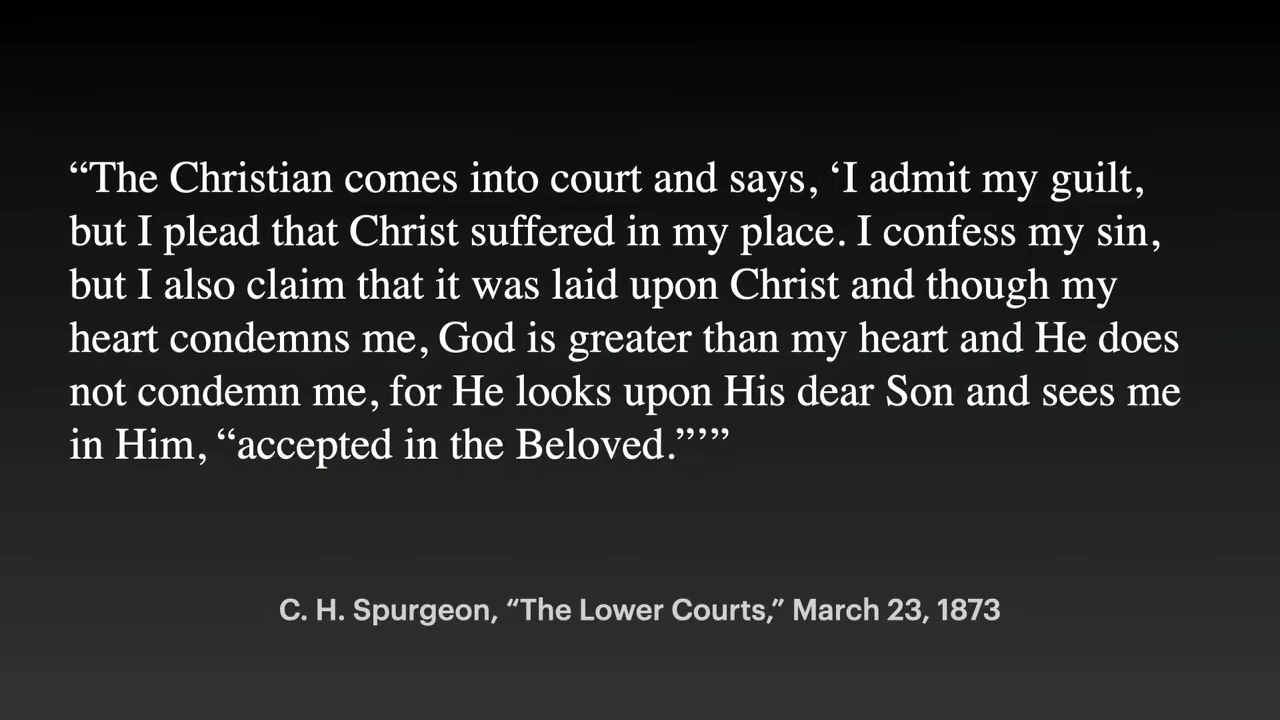 “The Christian comes into court and says, ‘I admit my guilt,
but I plead that Christ suffered in my place. I confess my sin,
but I also claim that it was laid upon Christ and though my
heart condemns me, God is greater than my heart and He does
not condemn me, for He looks upon His dear Son and sees me
in Him, “accepted in the Beloved.”’”
C. H. Spurgeon, “The Lower Courts,” March 23, 1873